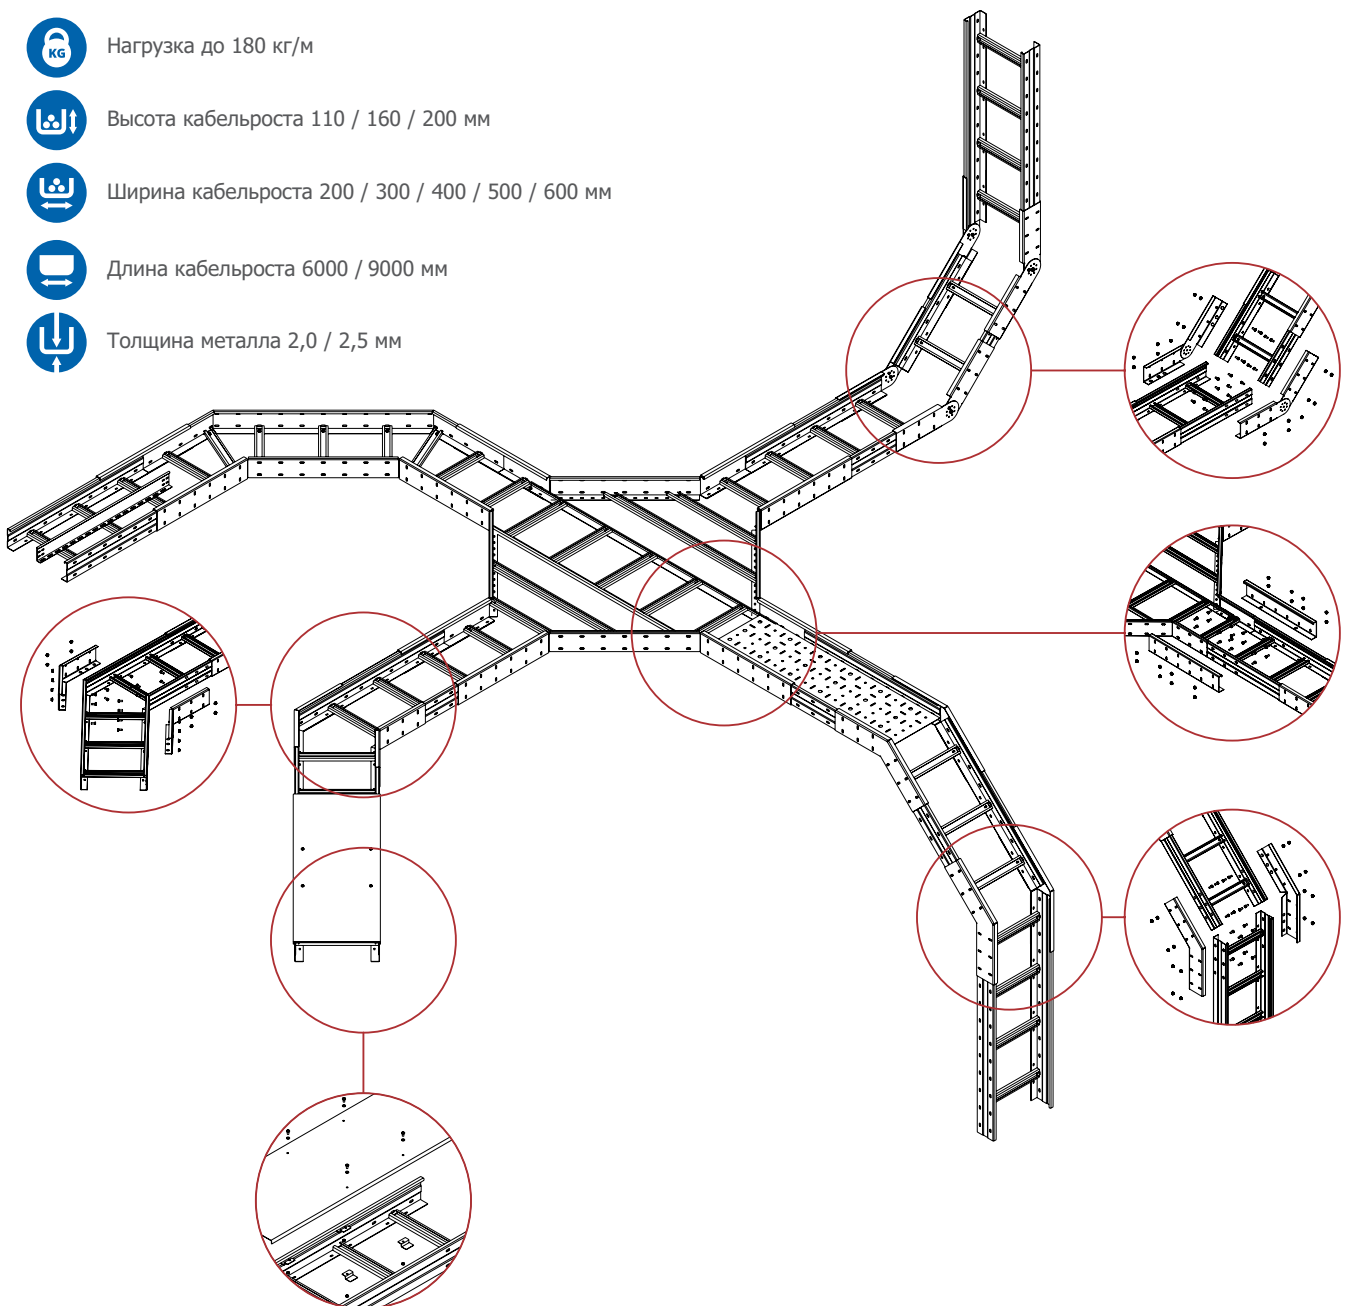 KG
Нагрузка до 180 кг/м
Высота кабельроста 110 / 160 / 200 мм
Ширина кабельроста 200 / 300 / 400 / 500 / 600 мм
Длина кабельроста 6000 / 9000 мм
Толщина металла 2,0 / 2,5 мм